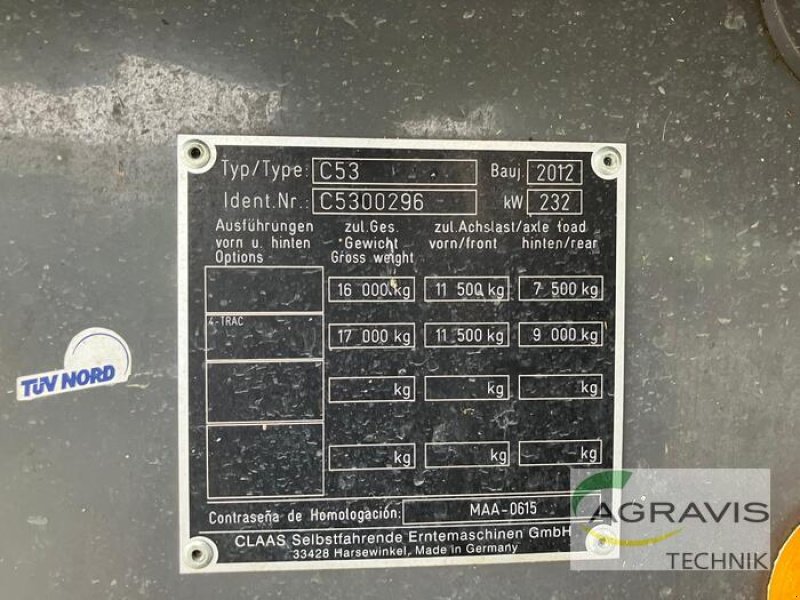 Typ/Type: C53 Bauj. 2012
Ident.Nr.: C5300296 kW 232
Ausführungen zul.Ges. zul.Achslast/axle load
vorn u. hinten Gewicht vorn/front hinten/rear
Options Gross weight
16 000 kg 11 500 kg 7 500 kg
4-TRAC
17 000 kg 11 500 kg 9 000 kg
kg kg kg
kg kg kg
Contraseña de Homologación: MAA-0615
CLAAS Selbstfahrende Erntemaschinen GmbH
33428 Harsewinkel, Made in Germany
TÜV NORD
AGRAVIS
TECHNIK